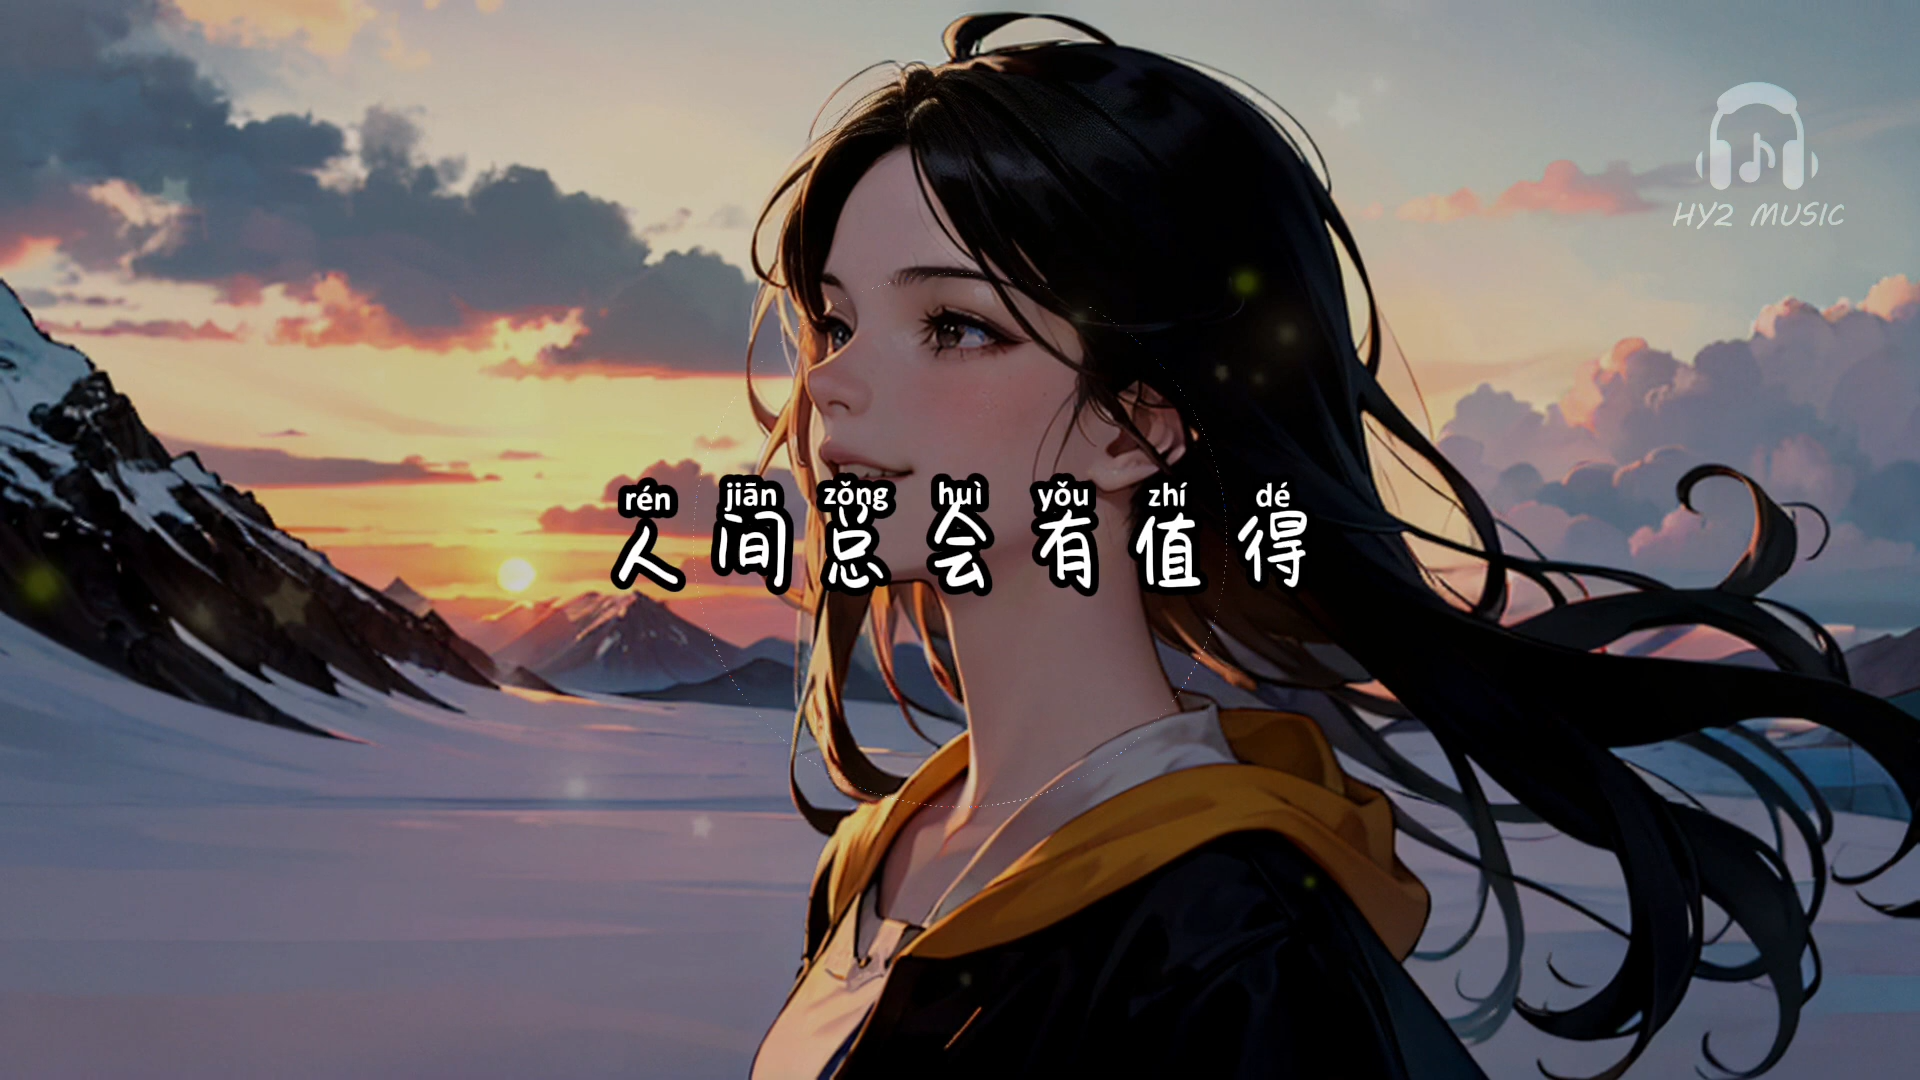 HY2 MUSIC
rén jiān zǒng huì yǒu zhí dé
人间总会有值得